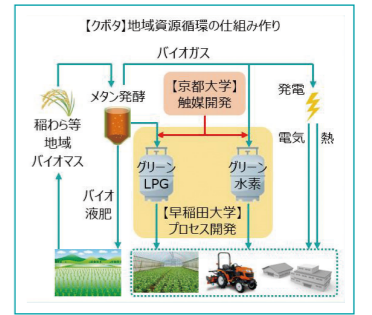 【クボタ】地域資源循環の仕組み作り
バイオガス
【京都大学】
触媒開発
メタン発酵
発電
稲わら等
地域
バイオマス
グリーン
LPG
グリーン
水素
電気
熱
バイオ
液肥
【早稲田大学】
プロセス開発